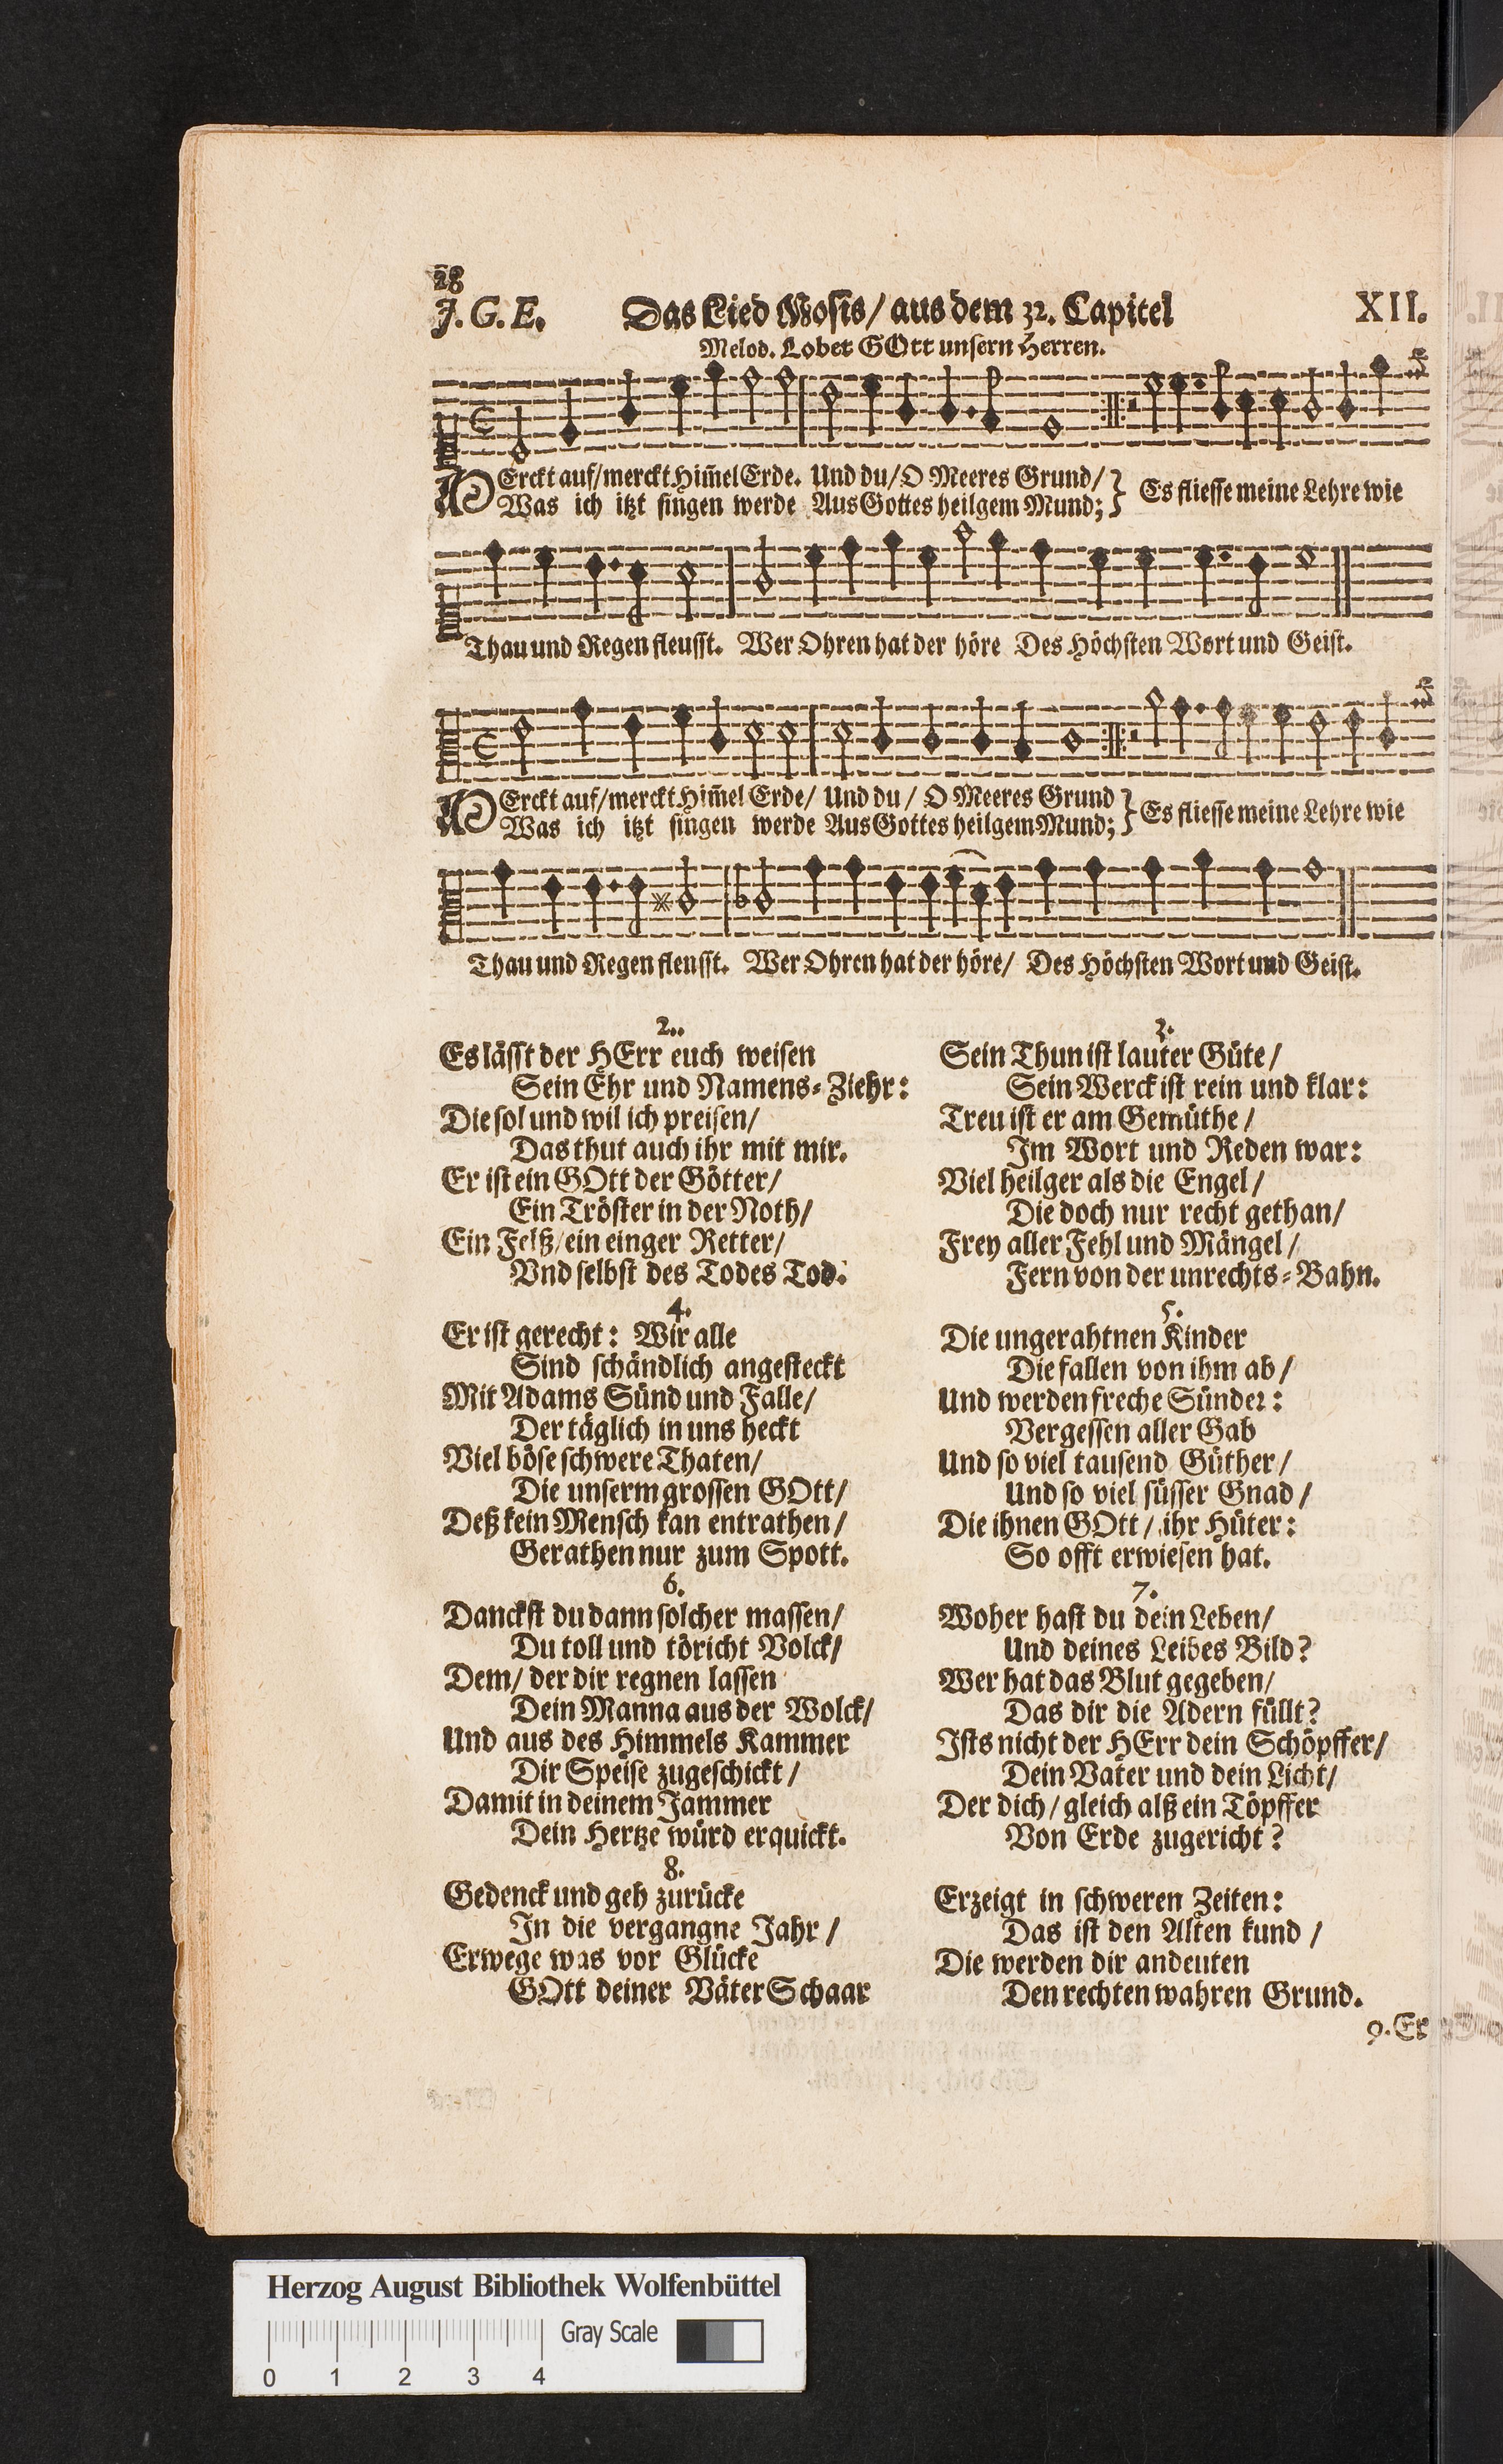 28
J. G. E. Das Lied Mosis/ aus dem 32. Capitel XII.
Melod. Lobet GOtt unsern Herren.
MErckt auf/merckt Him̃el Erde. Und du/O Meeres Grund/
Was ich itzt singen werde Aus Gottes heilgem Mund;} Es fliesse meine Lehre wie
Thau und Regen fleusst. Wer Ohren hat der höre Des Höchsten Wort und Geist.
MErckt auf/merckt Him̃el Erde/ Und du/ O Meeres Grund
Was ich itzt singen werde Aus Gottes heilgem Mund;} Es fliesse meine Lehre wie
Thau und Regen fleusst. Wer Ohren hat der höre/ Des Höchsten Wort und Geist.
2.
Es lässt der HErr euch weisen
Sein Ehr und Namens-Ziehr:
Die sol und wil ich preisen/
Das thut auch ihr mit mir.
Er ist ein GOtt der Götter/
Ein Tröster in der Noth/
Ein Felß/ein einger Retter/
Vnd selbst des Todes Tod.
3.
Sein Thun ist lauter Güte/
Sein Werck ist rein und klar:
Treu ist er am Gemüthe/
Im Wort und Reden war:
Viel heilger als die Engel/
Die doch nur recht gethan/
Frey aller Fehl und Mängel/
Fern von der unrechts-Bahn.
4.
Er ist gerecht: Wir alle
Sind schändlich angesteckt
Mit Adams Sünd und Falle/
Der täglich in uns heckt
Viel böse schwere Thaten/
Die unserm grossen GOtt/
Deß kein Mensch kan entrathen/
Gerathen nur zum Spott.
5.
Die ungerahtnen Kinder
Die fallen von ihm ab/
Und werden freche Sünder:
Vergessen aller Gab
Und so viel tausend Güther/
Und so viel süsser Gnad/
Die ihnen GOtt/ ihr Hüter:
So offt erwiesen hat.
6.
Danckst du dann solcher massen/
Du toll und töricht Volck/
Dem/ der dir regnen lassen
Dein Manna aus der Wolck/
Und aus des Himmels Kammer
Dir Speise zugeschickt/
Damit in deinem Jammer
Dein Hertze würd erquickt.
7.
Woher hast du dein Leben/
Und deines Leibes Bild?
Wer hat das Blut gegeben/
Das dir die Adern füllt?
Ists nicht der HErr dein Schöpffer/
Dein Vater und dein Licht/
Der dich/ gleich alß ein Töpffer
Von Erde zugericht?
8.
Gedenck und geh zurücke
In die vergangne Jahr/
Erwege was vor Glücke
GOtt deiner Väter Schaar
Erzeigt in schweren Zeiten:
Das ist den Alten kund/
Die werden dir andeuten
Den rechten wahren Grund.
9. Er
Herzog August Bibliothek Wolfenbüttel
Gray Scale
0 1 2 3 4